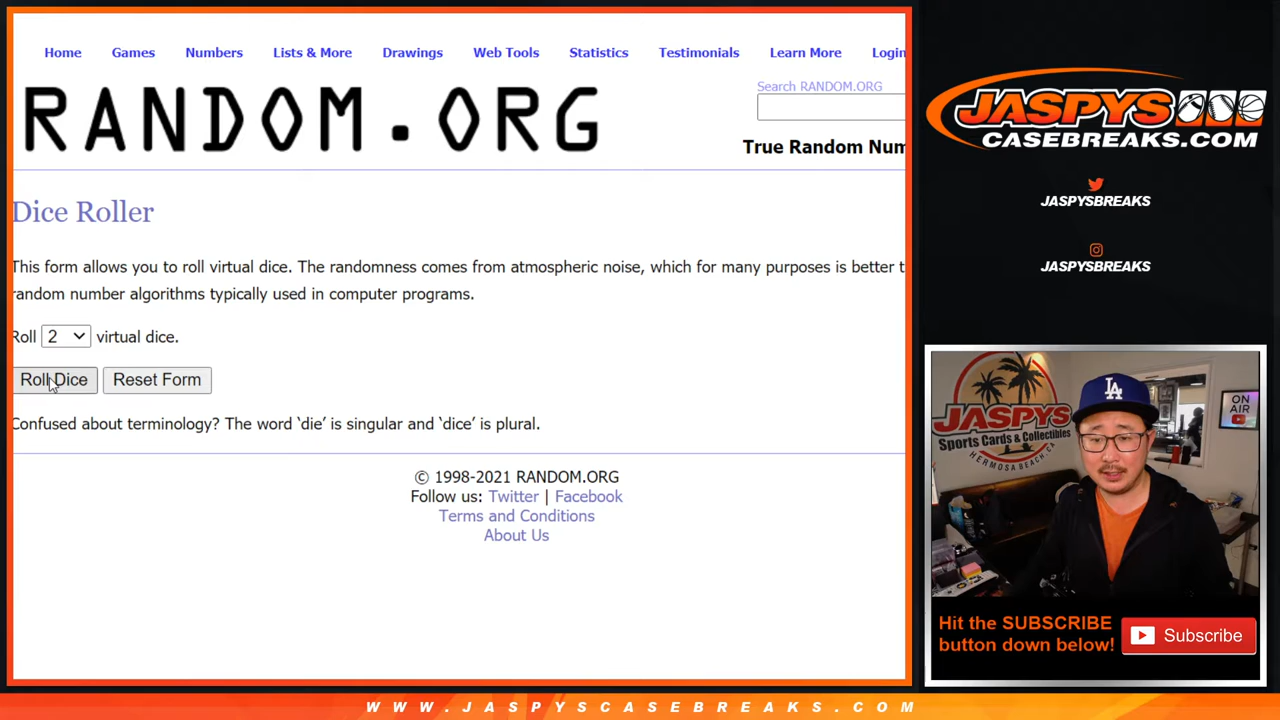 Home Games Numbers Lists & More Drawings Web Tools Statistics Testimonials Learn More Login
RANDOM.ORG
Search RANDOM.ORG
True Random Num
Dice Roller
This form allows you to roll virtual dice. The randomness comes from atmospheric noise, which for many purposes is better t
random number algorithms typically used in computer programs.
Roll 2 virtual dice.
Roll Dice Reset Form
Confused about terminology? The word ‘die’ is singular and ‘dice’ is plural.
© 1998-2021 RANDOM.ORG
Follow us: Twitter | Facebook
Terms and Conditions
About Us
JASPYS
CASEBREAKS.COM
JASPYSBREAKS
JASPYSBREAKS
JASPYS
Sports Cards & Collectibles
HERMOSA BEACH, CA
LA
ON
AIR
Hit the SUBSCRIBE
button down below!
Subscribe
WWW.JASPYSCASEBREAKS.COM